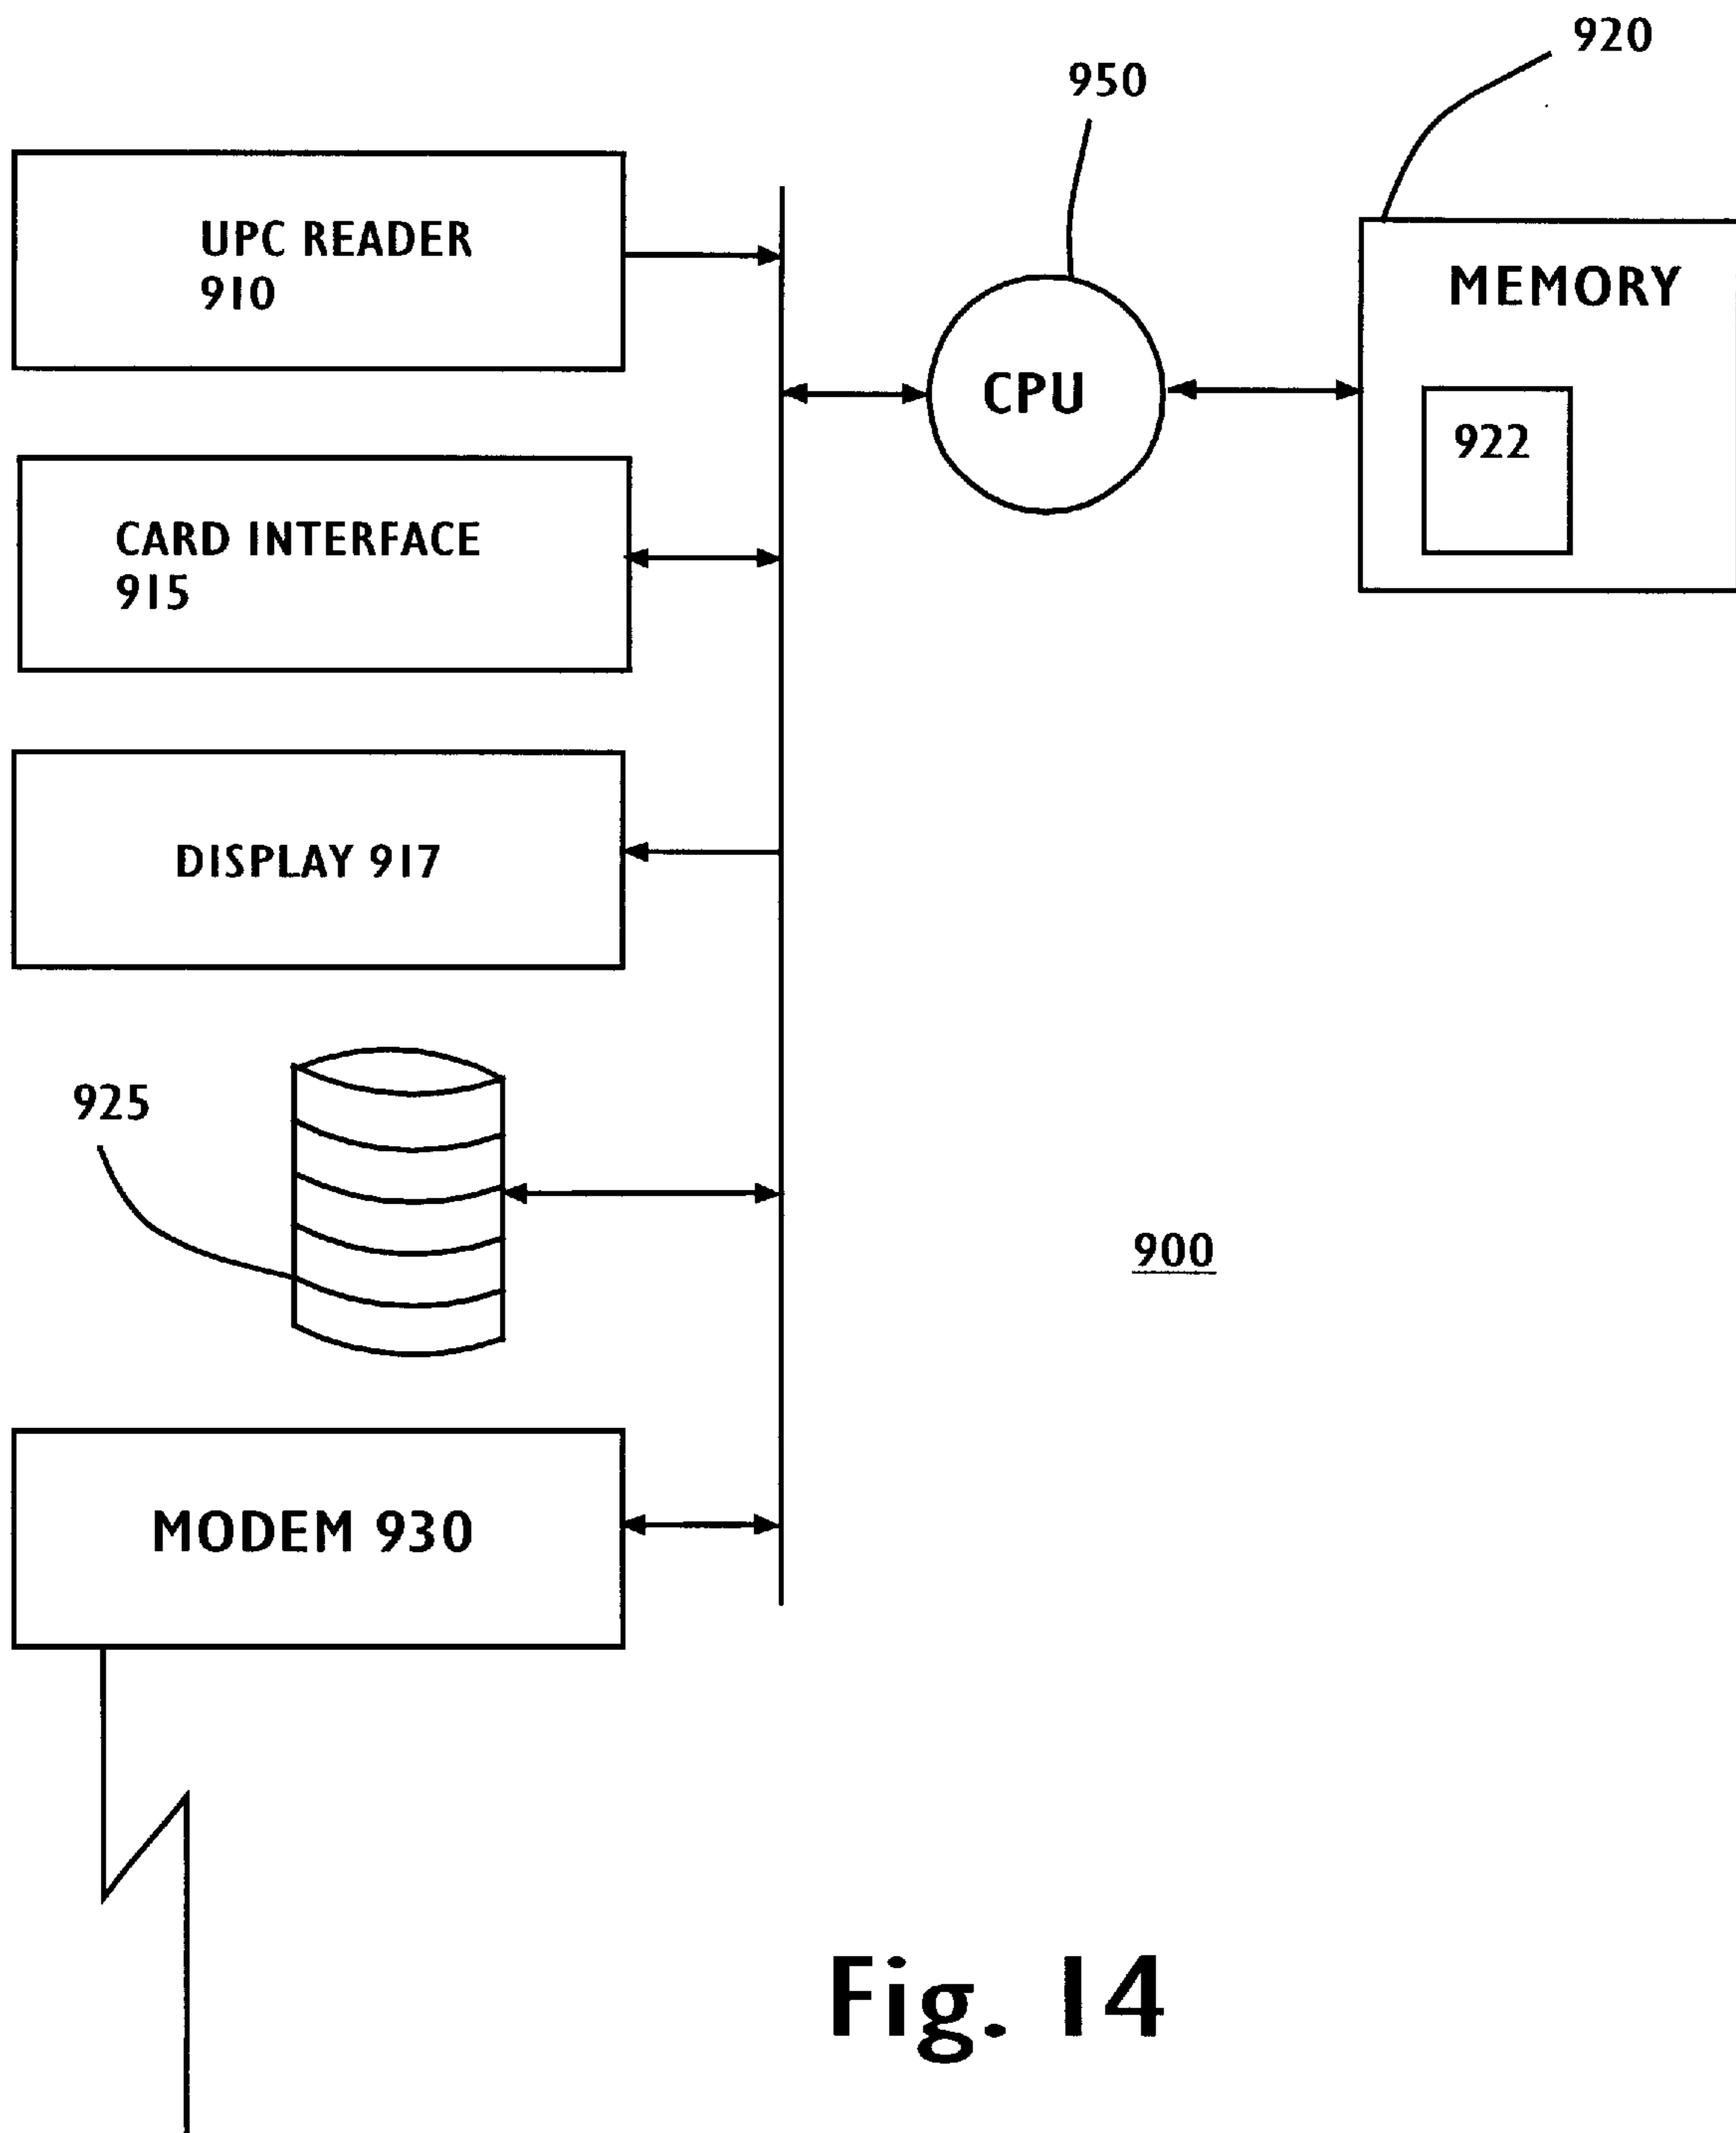 920
950
UPC READER
910
MEMORY
CPU
922
CARD INTERFACE
915
DISPLAY 917
925
900
MODEM 930
Fig. 14